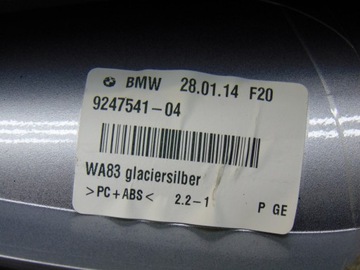 BMW 28.01.14 F20
9247541-04
WA83 glaciersilber
>PC+ABS< 2.2-1 P GE